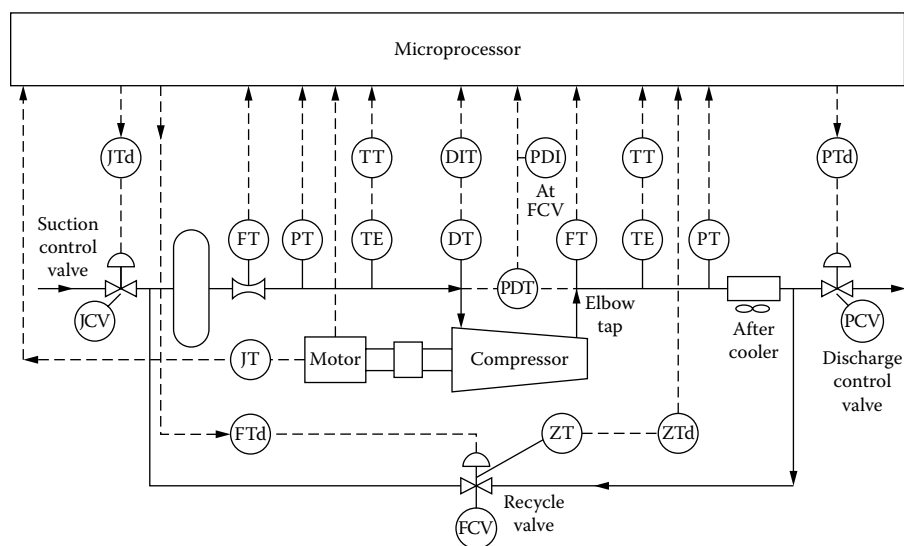 Microprocessor
JTd
TT
DIT
PDI
TT
PTd
At
FCV
Suction
control
valve
FT
PT
TE
DT
FT
TE
PT
JCV
PDT
Elbow
tap
After
cooler
PCV
Discharge
control
valve
JT
Motor
Compressor
FTd
ZT
ZTd
FCV
Recycle
valve